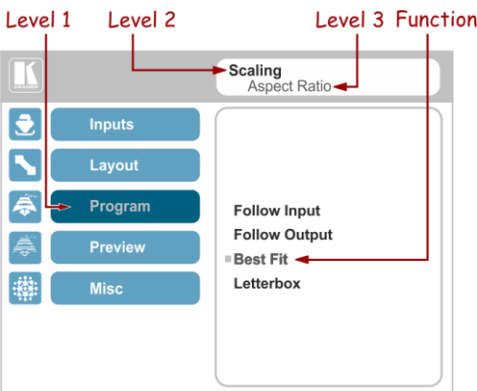 Level 1 Level 2 Level 3 Function
Scaling
Aspect Ratio
Inputs
Layout
Program
Preview
Misc
Follow Input
Follow Output
Best Fit
Letterbox